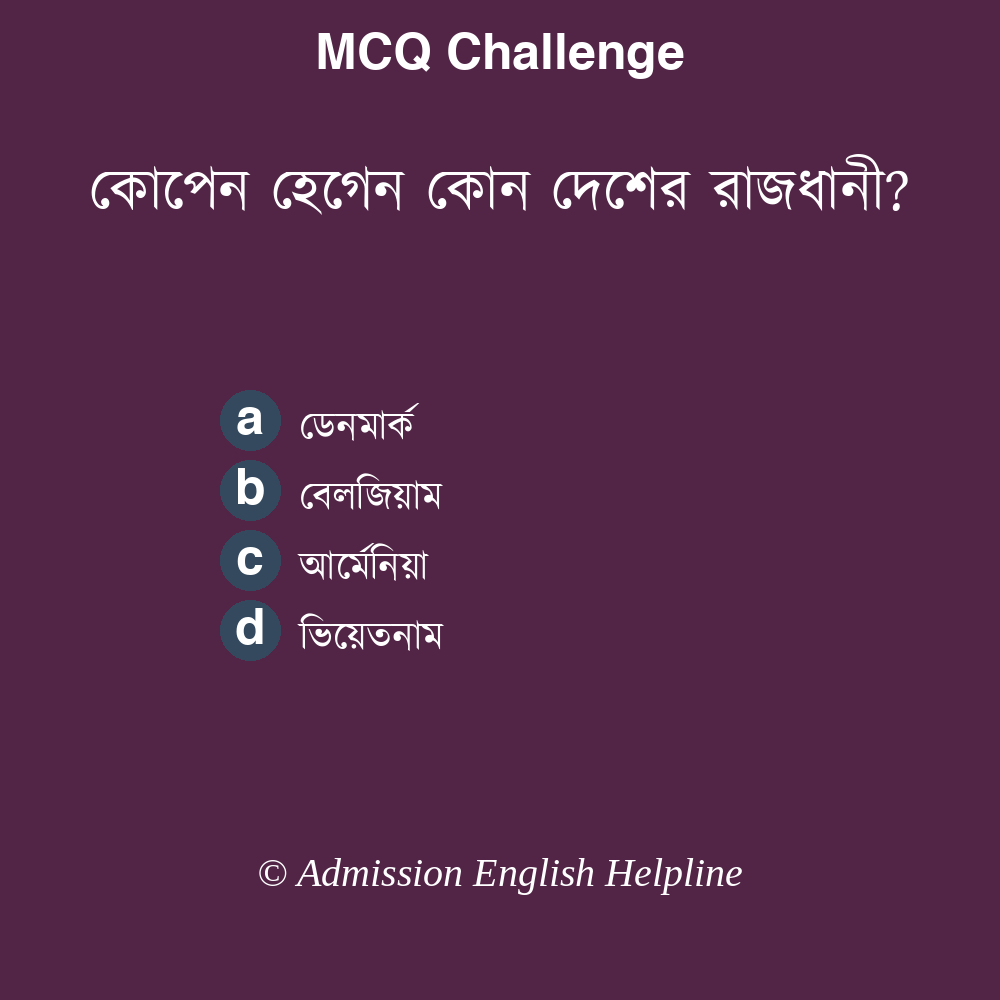 MCQ Challenge
কোপেন হেগেন কোন দেশের রাজধানী?
a ডেনমার্ক
b বেলজিয়াম
c আর্মেনিয়া
d ভিয়েতনাম
© Admission English Helpline